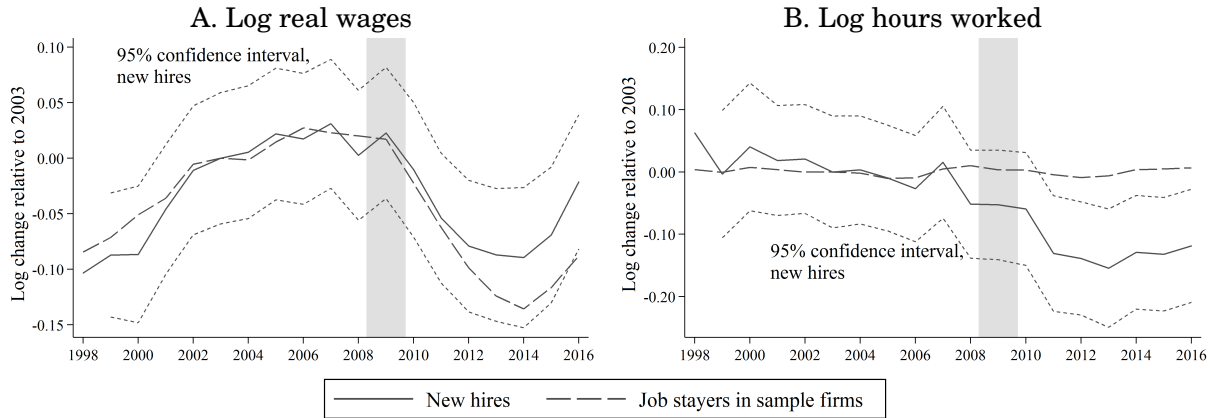 A. Log real wages
Log change relative to 2003
0.10
0.05
0.00
-0.05
-0.10
-0.15
95% confidence interval,
new hires
1998 2000 2002 2004 2006 2008 2010 2012 2014 2016
B. Log hours worked
Log change relative to 2003
0.20
0.10
0.00
-0.10
-0.20
95% confidence interval,
new hires
1998 2000 2002 2004 2006 2008 2010 2012 2014 2016
New hires
Job stayers in sample firms